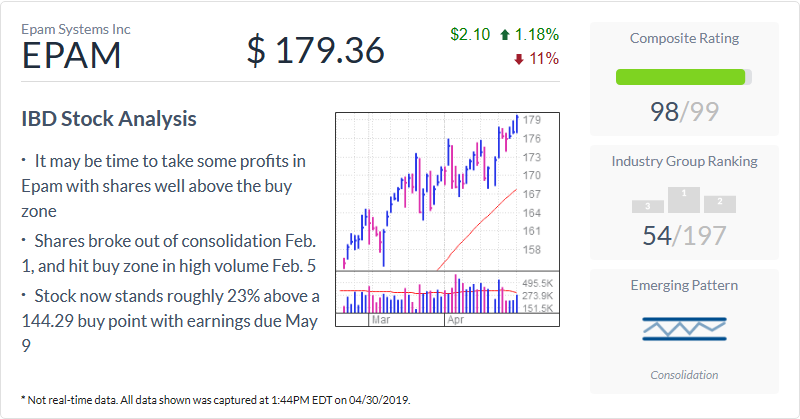 Epam Systems Inc
EPAM
$ 179.36
$2.10 1.18%
11%
IBD Stock Analysis
• It may be time to take some profits in
Epam with shares well above the buy
zone
• Shares broke out of consolidation Feb.
1, and hit buy zone in high volume Feb. 5
• Stock now stands roughly 23% above a
144.29 buy point with earnings due May
9
179
176
173
170
167
164
161
158
495.5K
273.9K
151.5K
Mar Apr
Composite Rating
98/99
Industry Group Ranking
3 1 2
54/197
Emerging Pattern
Consolidation
* Not real-time data. All data shown was captured at 1:44PM EDT on 04/30/2019.